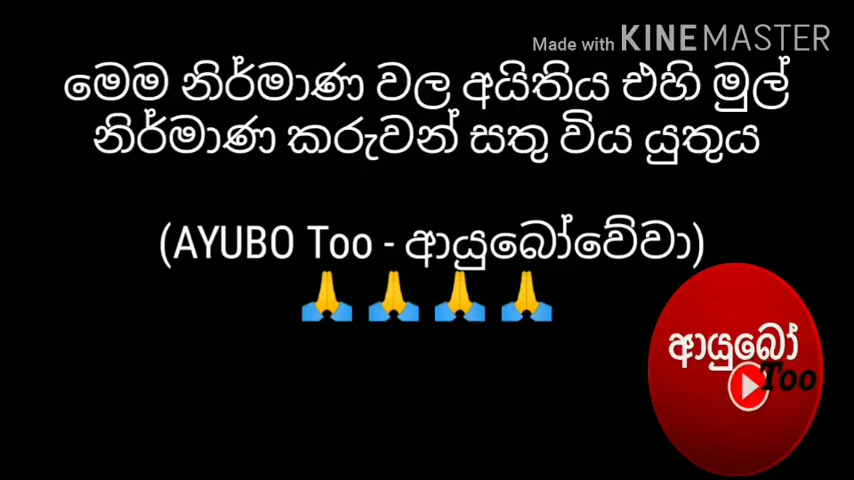 Made with KINEMASTER
මෙම නිර්මාණ වල අයිතිය එහි මුල්
නිර්මාණ කරුවන් සතු විය යුතුය
(AYUBO Too - ආයුබෝවේවා)
🙏 🙏 🙏 🙏
ආයුබෝ
Too